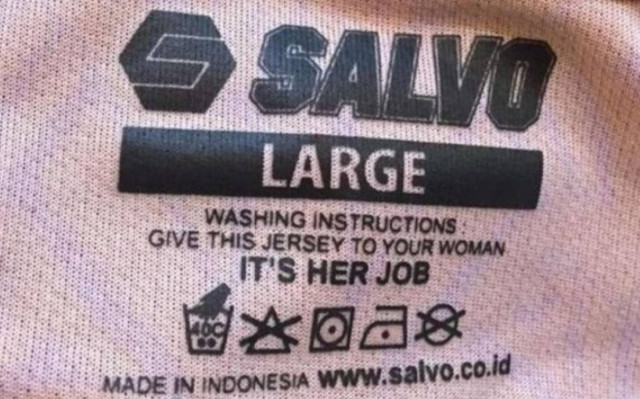 SALVO
LARGE
WASHING INSTRUCTIONS :
GIVE THIS JERSEY TO YOUR WOMAN
IT'S HER JOB
40C
MADE IN INDONESIA www.salvo.co.id